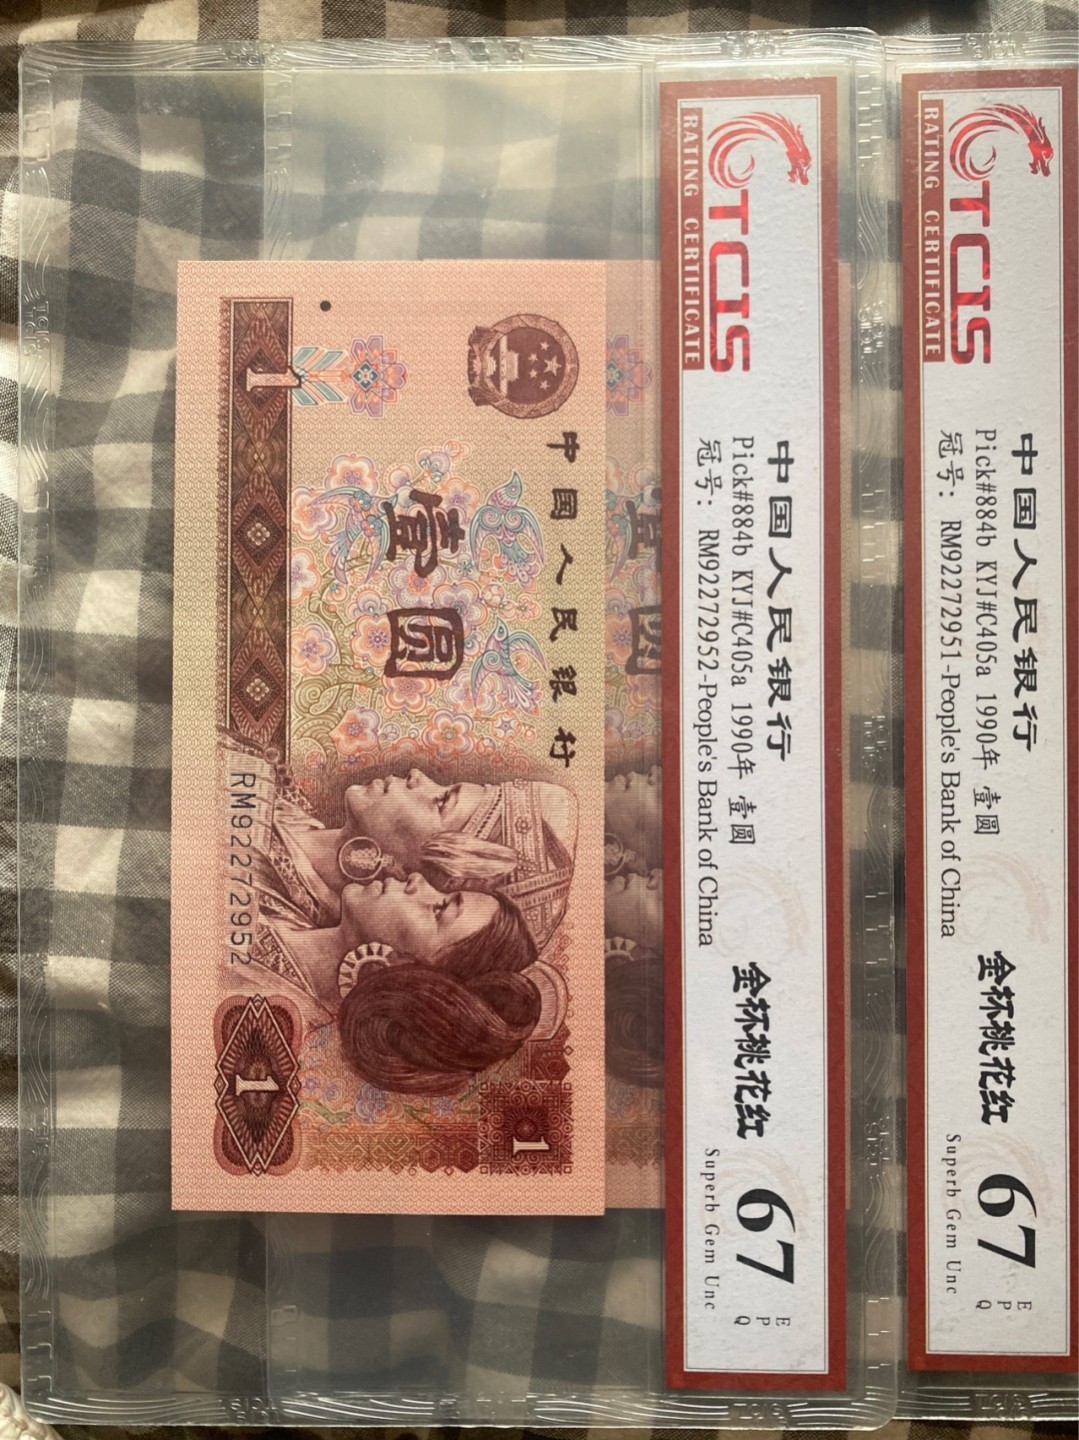 TCIS
RATING CERTIFICATE
中国人民银行
Pick#884b KYJ#C405a 1990年 壹圆
冠号: RM92272951-People's Bank of China
金杯桃花红
67
EPQ
Superb Gem Unc
TCIS
RATING CERTIFICATE
中国人民银行
Pick#884b KYJ#C405a 1990年 壹圆
冠号: RM92272952-People's Bank of China
金杯桃花红
67
EPQ
Superb Gem Unc
中国人民银行
壹圆
1
RM92272952
1
1